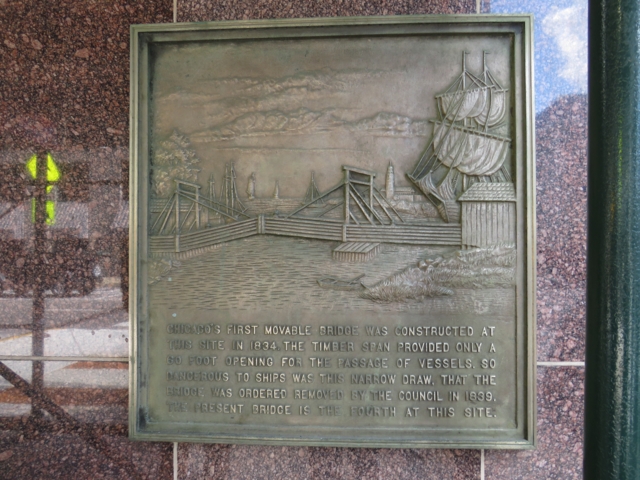 CHICAGO'S FIRST MOVABLE BRIDGE WAS CONSTRUCTED AT
THIS SITE IN 1834. THE TIMBER SPAN PROVIDED ONLY A
60 FOOT OPENING FOR THE PASSAGE OF VESSELS. SO
DANGEROUS TO SHIPS WAS THIS NARROW DRAW, THAT THE
BRIDGE WAS ORDERED REMOVED BY THE COUNCIL IN 1839.
THE PRESENT BRIDGE IS THE FOURTH AT THIS SITE.